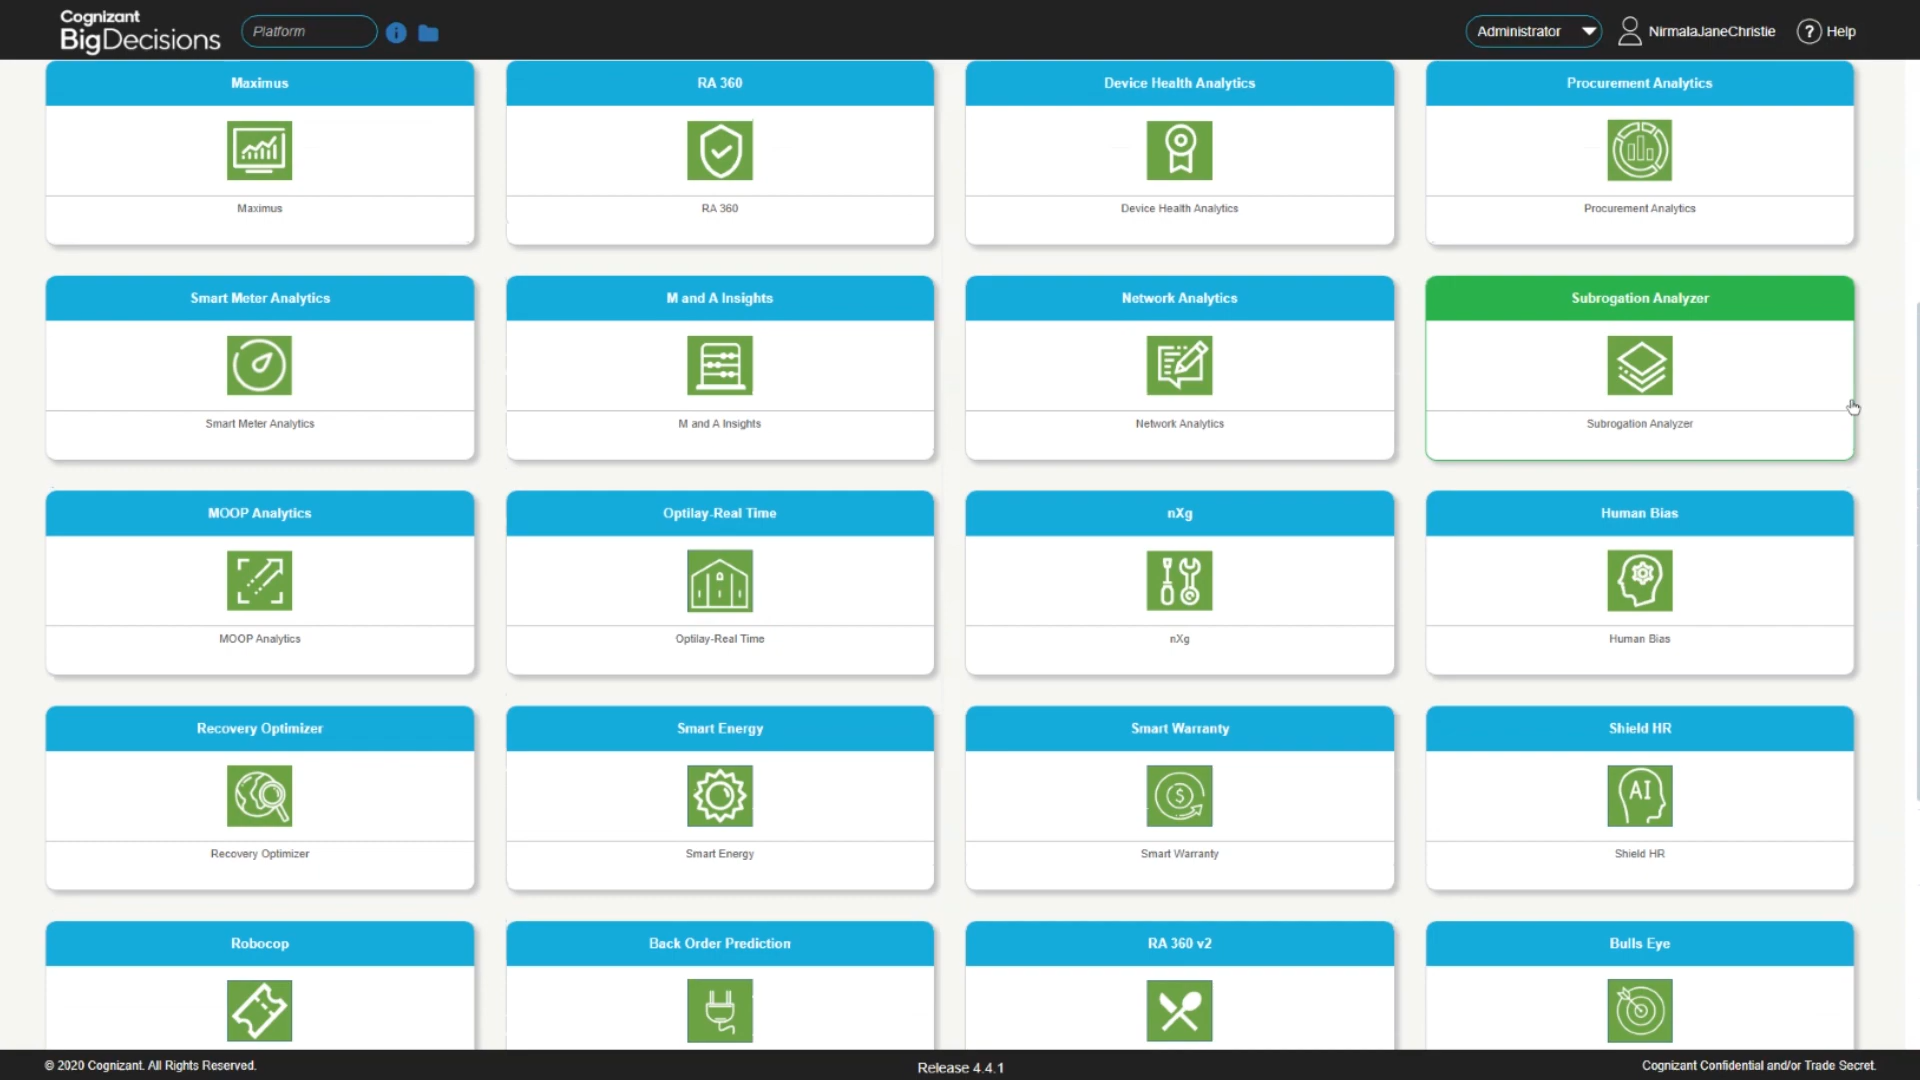 Cognizant
BigDecisions
Platform
Administrator
NirmalaJaneChristie
? Help
Maximus
RA 360
Device Health Analytics
Procurement Analytics
Maximus
RA 360
Device Health Analytics
Procurement Analytics
Smart Meter Analytics
M and A Insights
Network Analytics
Subrogation Analyzer
Smart Meter Analytics
M and A Insights
Network Analytics
Subrogation Analyzer
MOOP Analytics
Optilay-Real Time
nXg
Human Bias
MOOP Analytics
Optilay-Real Time
nXg
Human Bias
Recovery Optimizer
Smart Energy
Smart Warranty
Shield HR
$
AI
Recovery Optimizer
Smart Energy
Smart Warranty
Shield HR
Robocop
Back Order Prediction
RA 360 v2
Bulls Eye
© 2020 Cognizant. All Rights Reserved.
Release 4.4.1
Cognizant Confidential and/or Trade Secret.